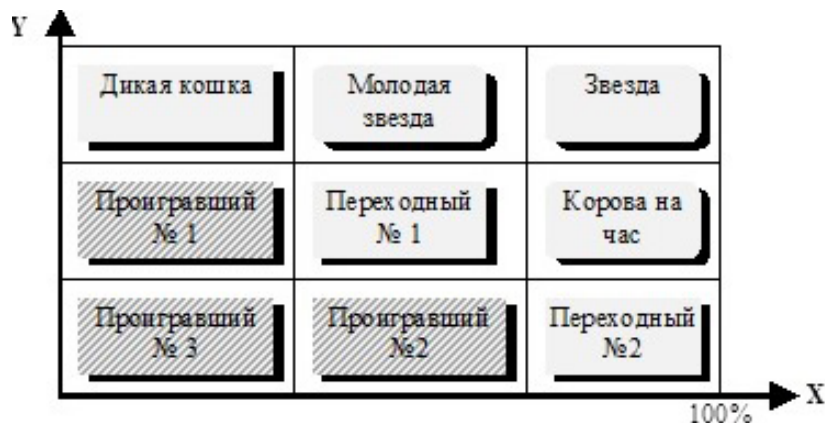 Y
Дикая кошка
Молодая
звезда
Звезда
Проигравший
№ 1
Переходный
№ 1
Корова на
час
Проигравший
№ 3
Проигравший
№2
Переходный
№2
X
100%